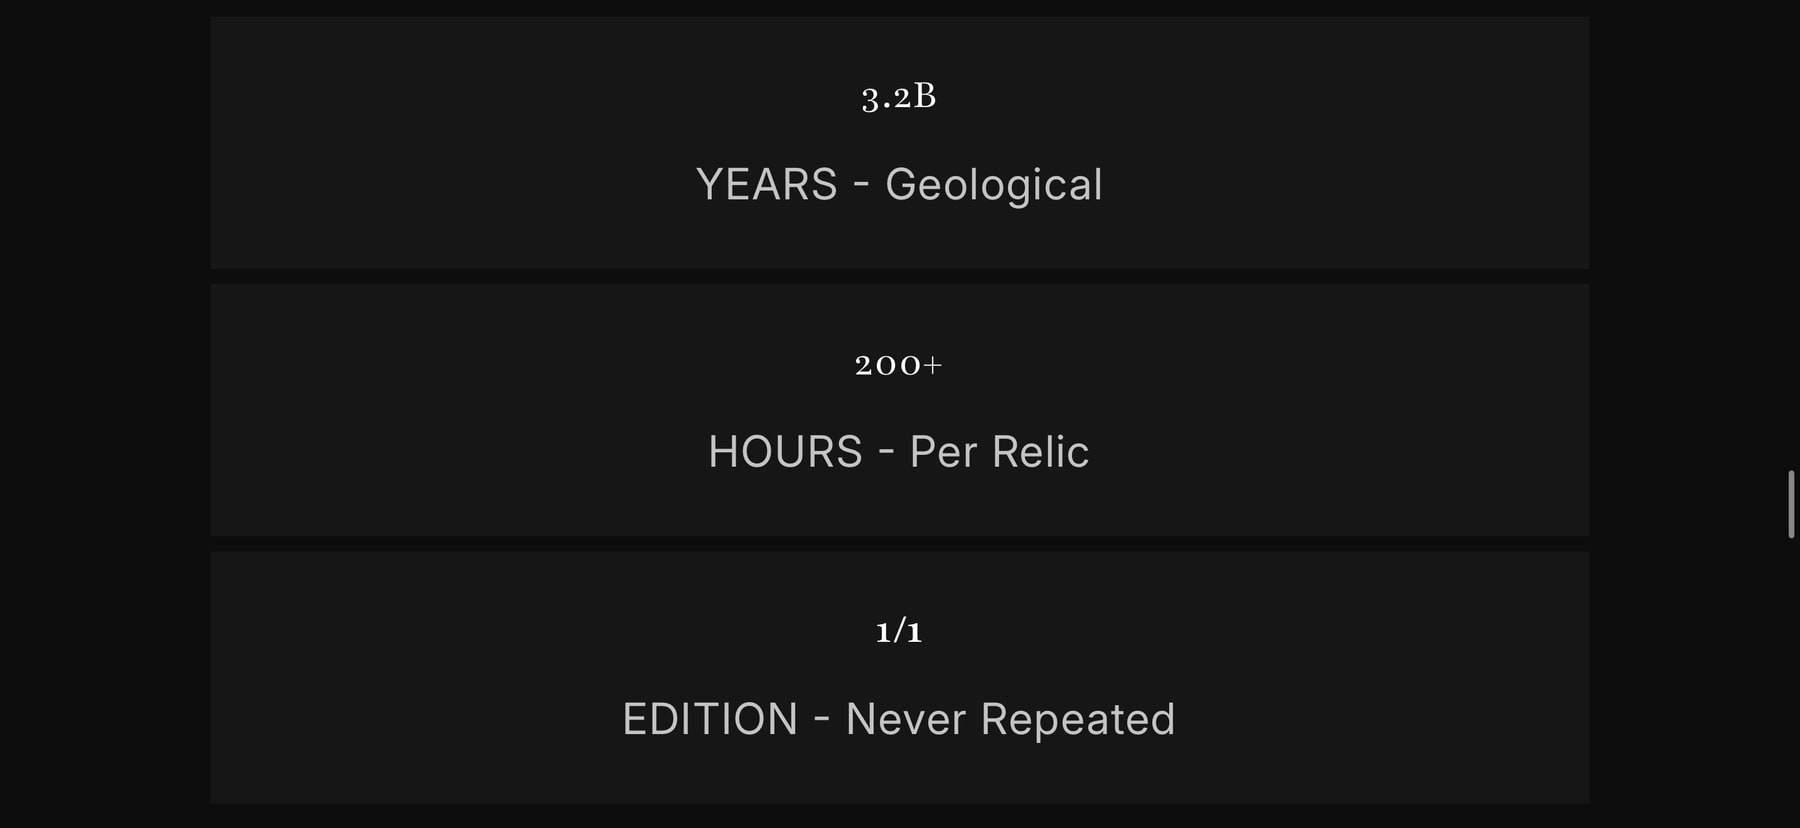 3.2B
YEARS - Geological
200+
HOURS - Per Relic
1/1
EDITION - Never Repeated